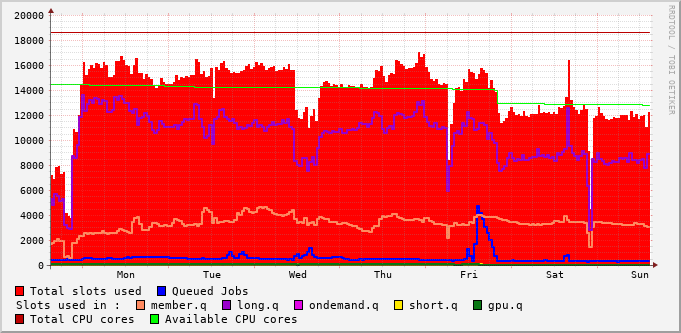 20000
18000
16000
14000
12000
10000
8000
6000
4000
2000
0
Mon Tue Wed Thu Fri Sat Sun
RRDTOOL / TOBI OETIKER
Total slots used Queued Jobs
Slots used in : member.q long.q ondemand.q short.q gpu.q
Total CPU cores Available CPU cores